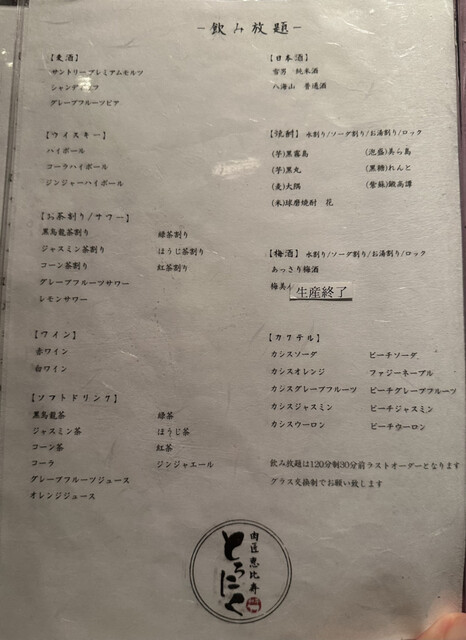 -飲み放題-
【麦酒】
サントリープレミアムモルツ
シャンディガフ
グレープフルーツビア
【ウイスキー】
ハイボール
コーラハイボール
ジンジャーハイボール
【お茶割り/サワー】
黒烏龍茶割り 緑茶割り
ジャスミン茶割り ほうじ茶割り
コーン茶割り 紅茶割り
グレープフルーツサワー
レモンサワー
【ワイン】
赤ワイン
白ワイン
【ソフトドリンク】
黒烏龍茶 緑茶
ジャスミン茶 ほうじ茶
コーン茶 紅茶
コーラ ジンジャエール
グレープフルーツジュース
オレンジジュース
【日本酒】
雪男 純米酒
八海山 普通酒
【焼酎】 水割り/ソーダ割り/お湯割り/ロック
(芋)黒霧島 (泡盛)美ら島
(芋)黒丸 (黒糖)れんと
(麦)大隅 (紫蘇)鍛高譚
(米)球磨焼酎 花
【梅酒】 水割り/ソーダ割り/お湯割り/ロック
あっさり梅酒
梅美 生産終了
【カクテル】
カシスソーダ ピーチソーダ
カシスオレンジ ファジーネーブル
カシスグレープフルーツ ピーチグレープフルーツ
カシスジャスミン ピーチジャスミン
カシスウーロン ピーチウーロン
飲み放題は120分制30分前ラストオーダーとなります
グラス交換制でお願い致します
肉匠恵比寿
とろにく